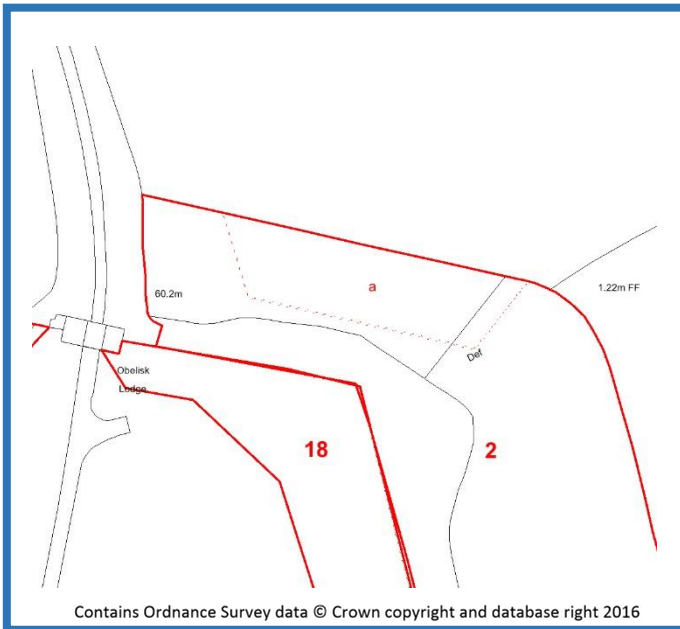 a
60.2m
1.22m FF
Def
Obelisk
Lodge
18
2
Contains Ordnance Survey data © Crown copyright and database right 2016